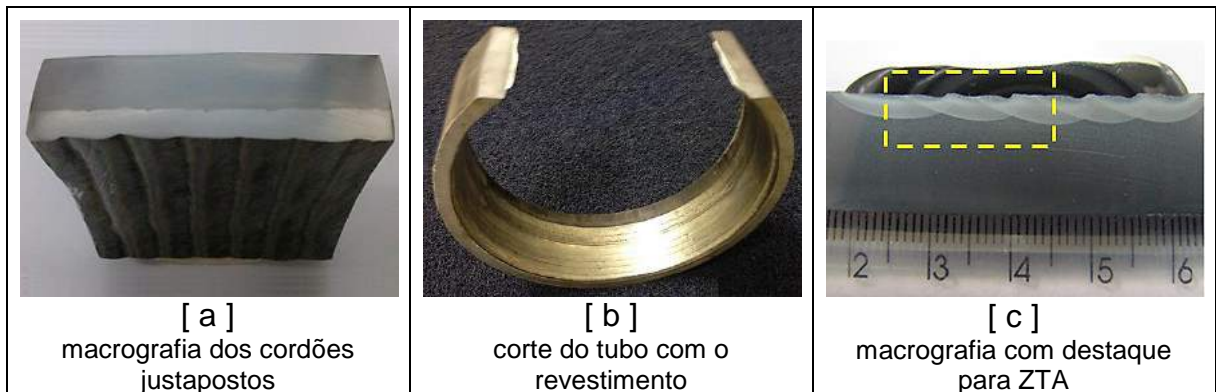 [ a ]
macrografia dos cordões
justapostos
[ b ]
corte do tubo com o
revestimento
2 3 4 5 6
[ c ]
macrografia com destaque
para ZTA